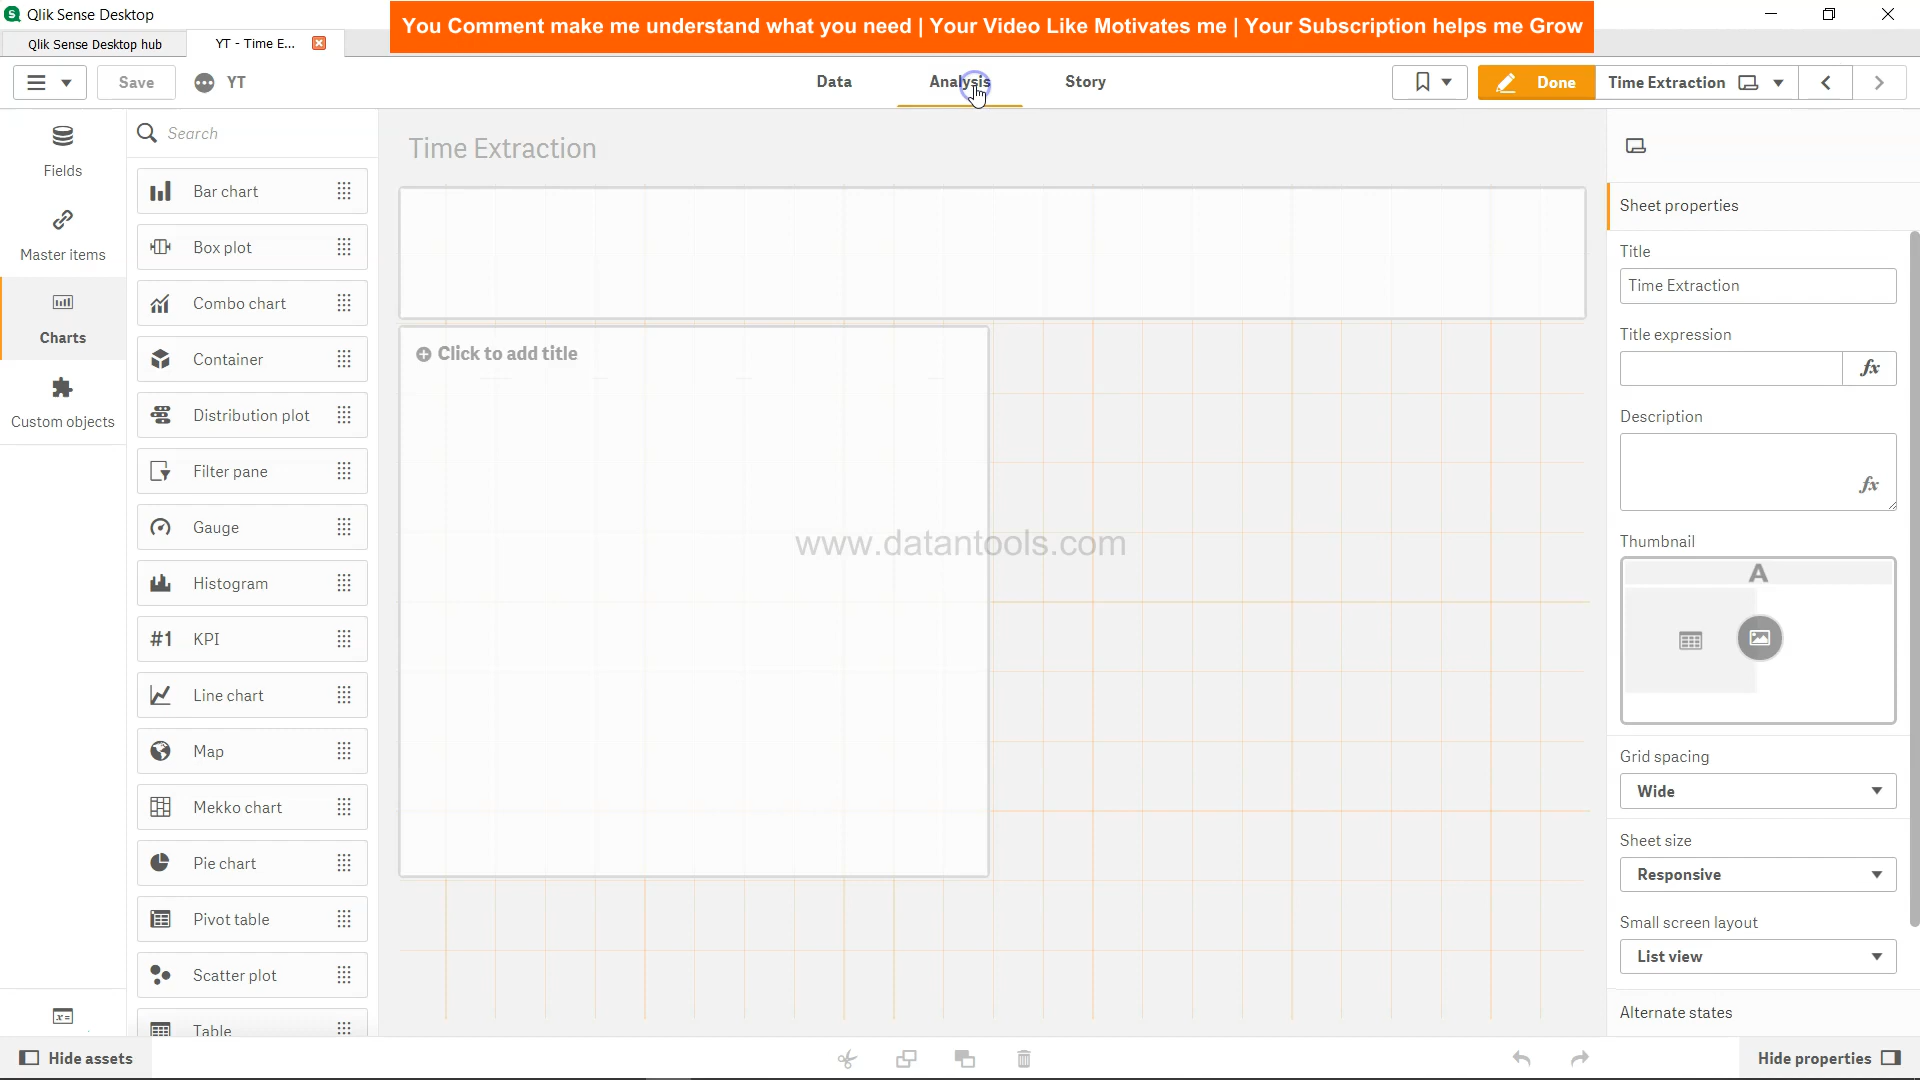 Qlik Sense Desktop
You Comment make me understand what you need | Your Video Like Motivates me | Your Subscription helps me Grow
Qlik Sense Desktop hub
YT - Time E...
Save
YT
Data
Analysis
Story
Done
Time Extraction
Fields
Master items
Charts
Custom objects
Search
Bar chart
Box plot
Combo chart
Container
Distribution plot
Filter pane
Gauge
Histogram
#1 KPI
Line chart
Map
Mekko chart
Pie chart
Pivot table
Scatter plot
Table
Time Extraction
Click to add title
www.datantools.com
Sheet properties
Title
Time Extraction
Title expression
fx
Description
fx
Thumbnail
A
Grid spacing
Wide
Sheet size
Responsive
Small screen layout
List view
Alternate states
Hide assets
Hide properties